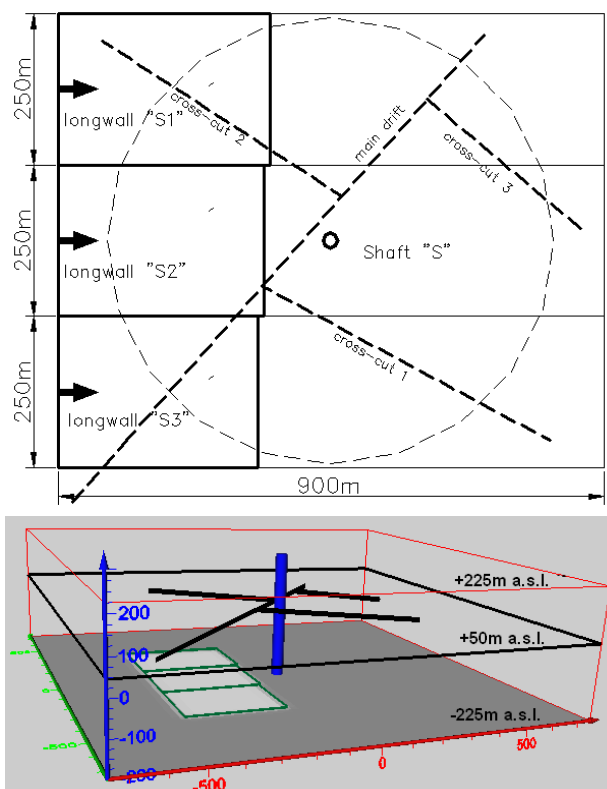 250m
longwall "S1"
cross-cut 2
main drift
cross-cut 3
250m
longwall "S2"
Shaft "S"
250m
longwall "S3"
cross-cut 1
900m
+225m a.s.l.
200
+50m a.s.l.
100
0
-100
-225m a.s.l.
-500
200
-500
0
500